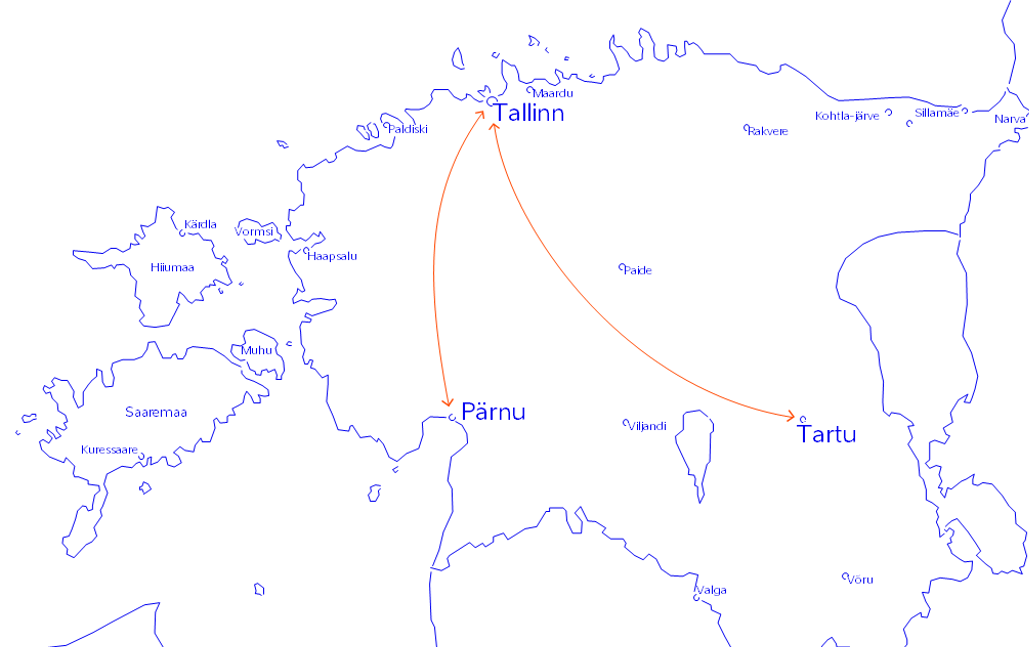 Maardu
Tallinn
Paldiski
Kohtla-järve
Sillamäe
Narva
Rakvere
Kärdla
Vormsi
Haapsalu
Hiiumaa
Paide
Muhu
Saaremaa
Pärnu
Viljandi
Tartu
Kuressaare
Valga
Võru